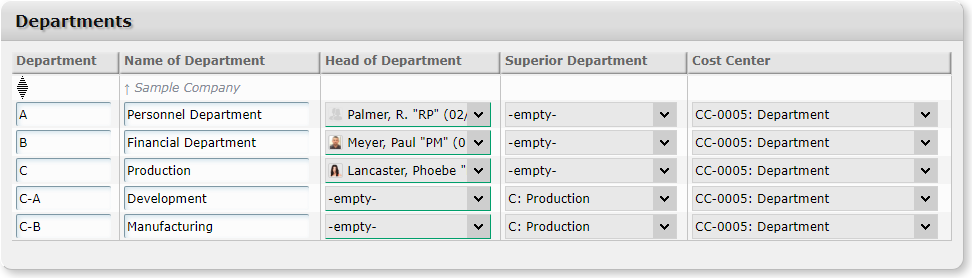 Departments
Department Name of Department Head of Department Superior Department Cost Center
↑ Sample Company
A Personnel Department Palmer, R. "RP" (02/ -empty- CC-0005: Department
B Financial Department Meyer, Paul "PM" (0 -empty- CC-0005: Department
C Production Lancaster, Phoebe " -empty- CC-0005: Department
C-A Development -empty- C: Production CC-0005: Department
C-B Manufacturing -empty- C: Production CC-0005: Department